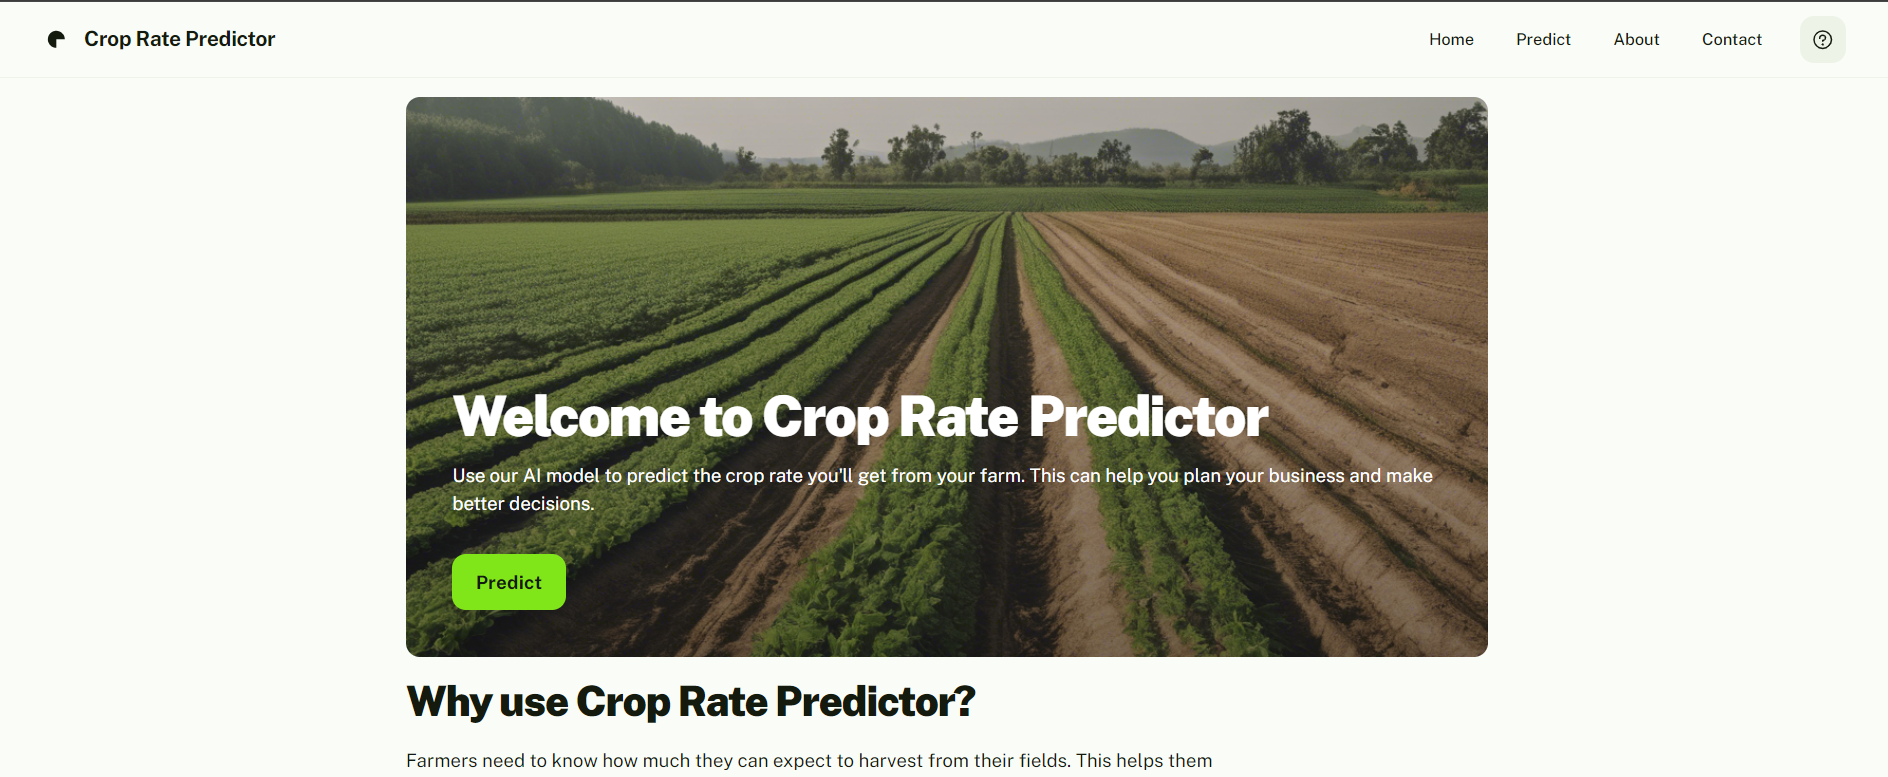 Crop Rate Predictor
Home
Predict
About
Contact
Welcome to Crop Rate Predictor
Use our AI model to predict the crop rate you'll get from your farm. This can help you plan your business and make
better decisions.
Predict
Why use Crop Rate Predictor?
Farmers need to know how much they can expect to harvest from their fields. This helps them